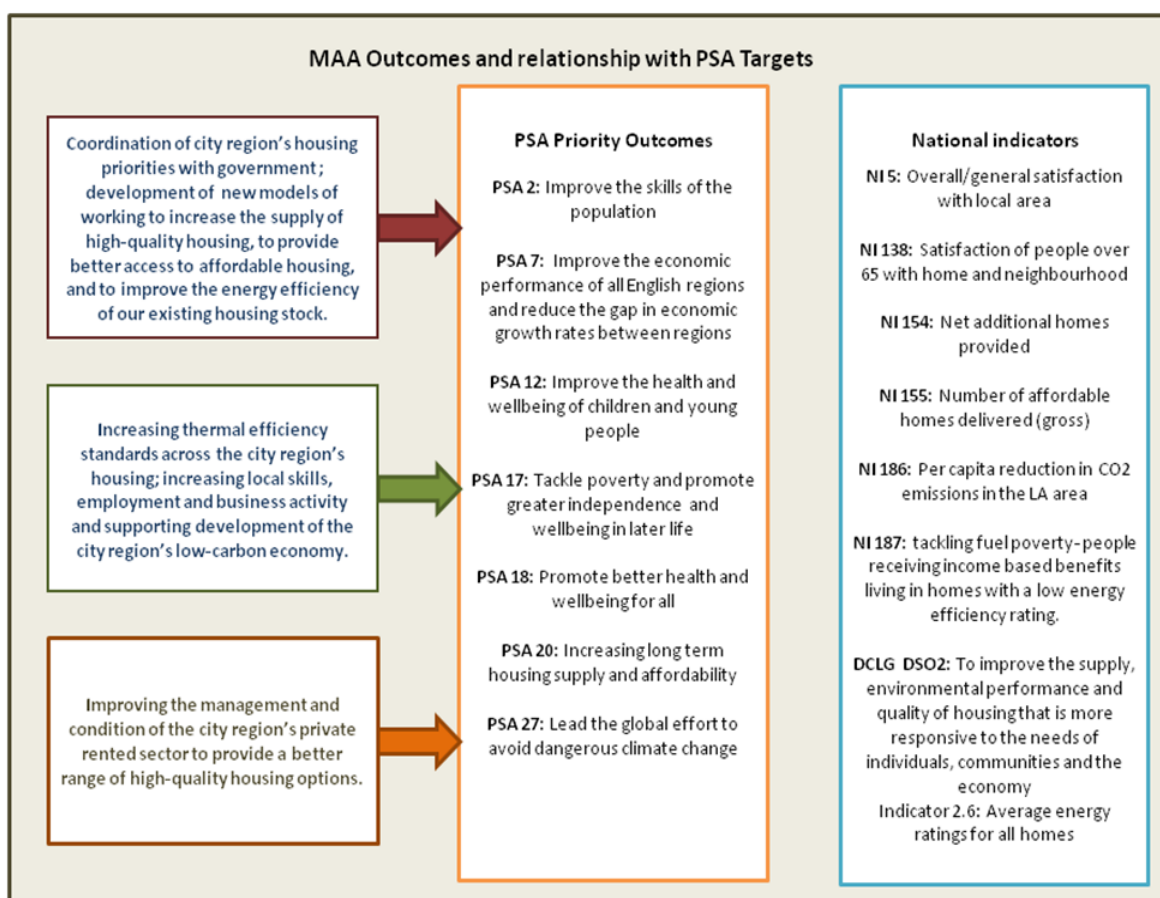 MAA Outcomes and relationship with PSA Targets
Coordination of city region's housing
priorities with government ;
development of new models of
working to increase the supply of
high-quality housing, to provide
better access to affordable housing,
and to improve the energy efficiency
of our existing housing stock.
Increasing thermal efficiency
standards across the city region's
housing; increasing local skills,
employment and business activity
and supporting development of the
city region's low-carbon economy.
Improving the management and
condition of the city region's private
rented sector to provide a better
range of high-quality housing options.
PSA Priority Outcomes
PSA 2: Improve the skills of the
population
PSA 7: Improve the economic
performance of all English regions
and reduce the gap in economic
growth rates between regions
PSA 12: Improve the health and
wellbeing of children and young
people
PSA 17: Tackle poverty and promote
greater independence and
wellbeing in later life
PSA 18: Promote better health and
wellbeing for all
PSA 20: Increasing long term
housing supply and affordability
PSA 27: Lead the global effort to
avoid dangerous climate change
National indicators
NI 5: Overall/general satisfaction
with local area
NI 138: Satisfaction of people over
65 with home and neighbourhood
NI 154: Net additional homes
provided
NI 155: Number of affordable
homes delivered (gross)
NI 186: Per capita reduction in CO2
emissions in the LA area
NI 187: tackling fuel poverty- people
receiving income based benefits
living in homes with a low energy
efficiency rating.
DCLG DSO2: To improve the supply,
environmental performance and
quality of housing that is more
responsive to the needs of
individuals, communities and the
economy
Indicator 2.6: Average energy
ratings for all homes